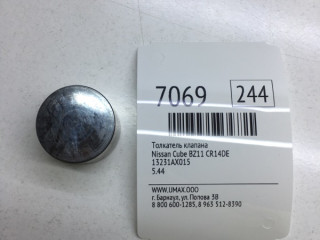 7069 244
Толкатель клапана
Nissan Cube BZ11 CR14DE
13231AX015
5.44
WWW.UMAX.OOO
г. Барнаул, ул. Попова 3В
8 800 600-1285, 8 963 512-8390